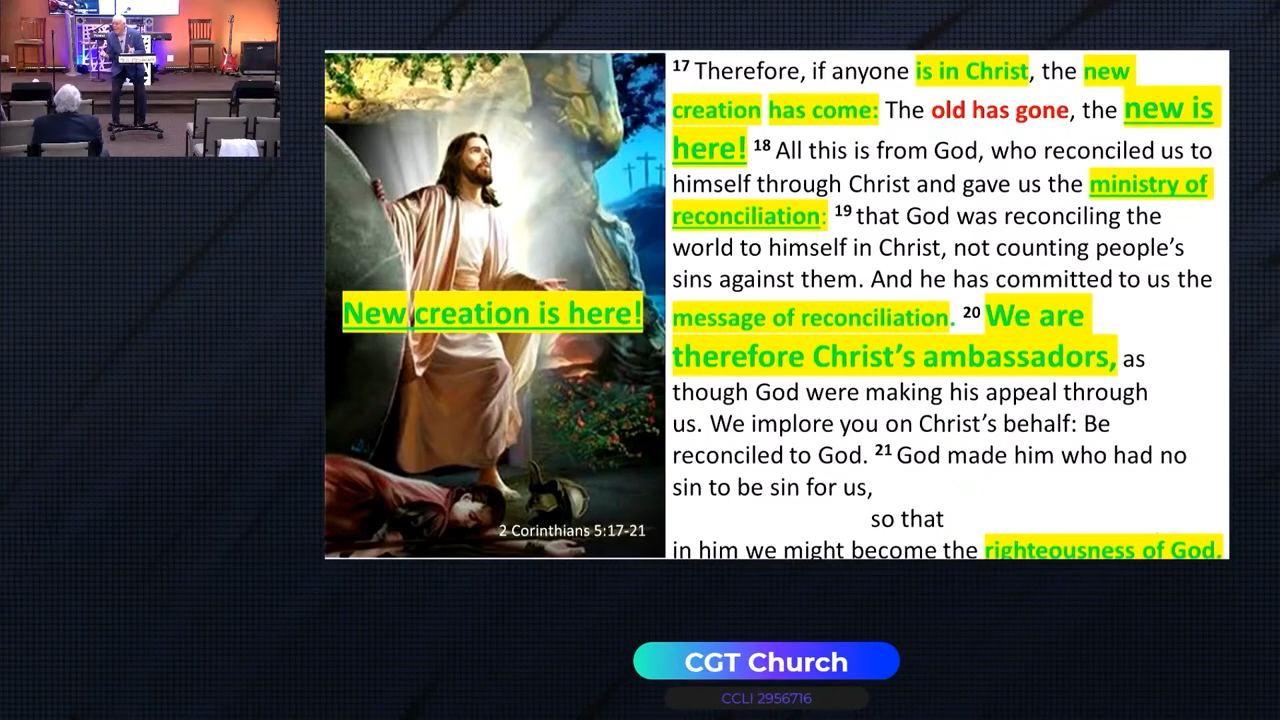 New creation is here!
2 Corinthians 5:17-21
17 Therefore, if anyone is in Christ, the new
creation has come: The old has gone, the new is
here! 18 All this is from God, who reconciled us to
himself through Christ and gave us the ministry of
reconciliation: 19 that God was reconciling the
world to himself in Christ, not counting people’s
sins against them. And he has committed to us the
message of reconciliation. 20 We are
therefore Christ’s ambassadors, as
though God were making his appeal through
us. We implore you on Christ’s behalf: Be
reconciled to God. 21 God made him who had no
sin to be sin for us,
so that
in him we might become the righteousness of God.
CGT Church
CCLI 2956716